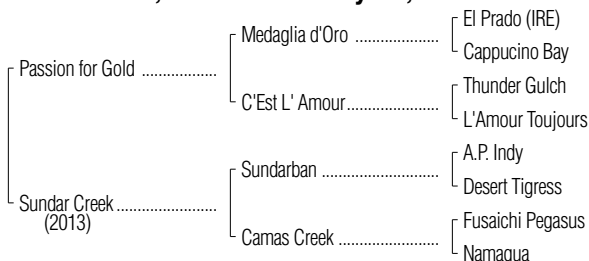 El Prado (IRE)
Medaglia d'Oro ...................
Cappucino Bay
Passion for Gold .................
Thunder Gulch
C'Est L' Amour.....................
L'Amour Toujours
A.P. Indy
Sundarban ..........................
Desert Tigress
Sundar Creek ......................
(2013)
Fusaichi Pegasus
Camas Creek .......................
Namaqua